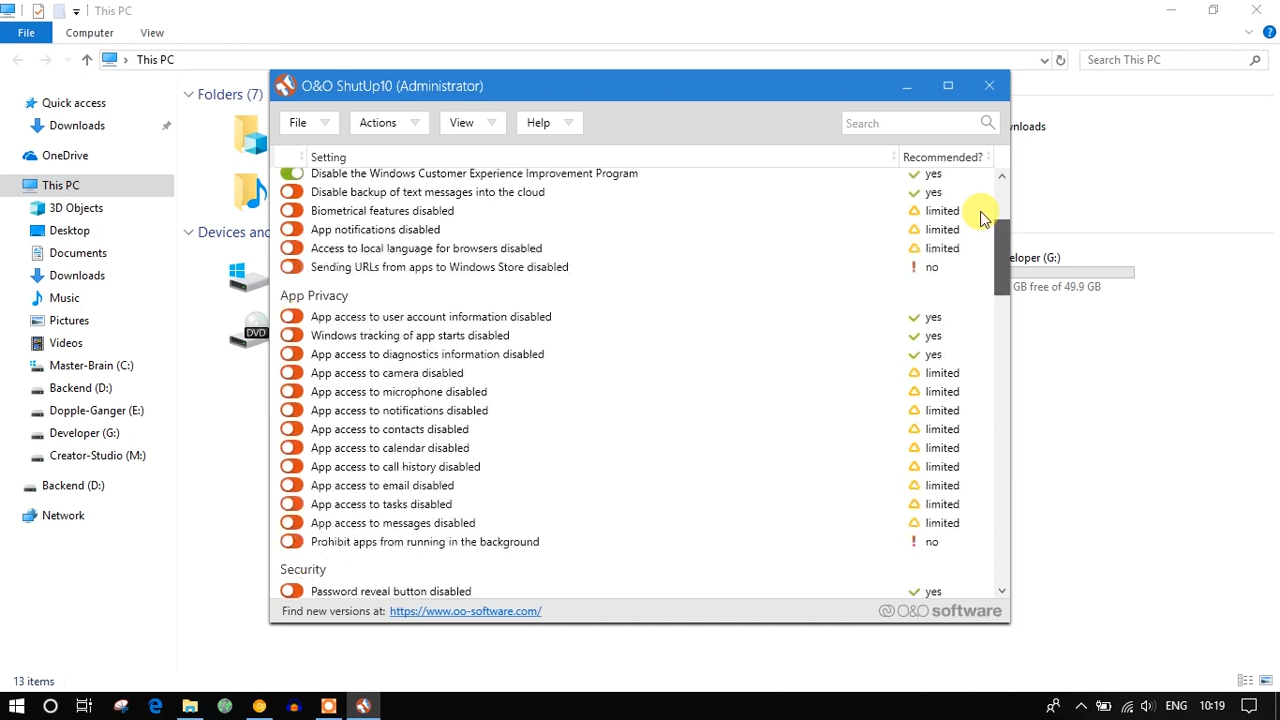 This PC
File
Computer
View
This PC
Search This PC
Quick access
Downloads
OneDrive
This PC
3D Objects
Desktop
Documents
Downloads
Music
Pictures
Videos
Master-Brain (C:)
Backend (D:)
Dopple-Ganger (E:)
Developer (G:)
Creator-Studio (M:)
Backend (D:)
Network
Folders (7)
Devices and
DVD
ownloads
eloper (G:)
GB free of 49.9 GB
O&O ShutUp10 (Administrator)
File
Actions
View
Help
Search
Setting Recommended?
Disable the Windows Customer Experience Improvement Program yes
Disable backup of text messages into the cloud yes
Biometrical features disabled limited
App notifications disabled limited
Access to local language for browsers disabled limited
Sending URLs from apps to Windows Store disabled ! no
App Privacy
App access to user account information disabled yes
Windows tracking of app starts disabled yes
App access to diagnostics information disabled yes
App access to camera disabled limited
App access to microphone disabled limited
App access to notifications disabled limited
App access to contacts disabled limited
App access to calendar disabled limited
App access to call history disabled limited
App access to email disabled limited
App access to tasks disabled limited
App access to messages disabled limited
Prohibit apps from running in the background ! no
Security
Password reveal button disabled yes
Find new versions at: https://www.oo-software.com/
O&O software
13 items
ENG
10:19